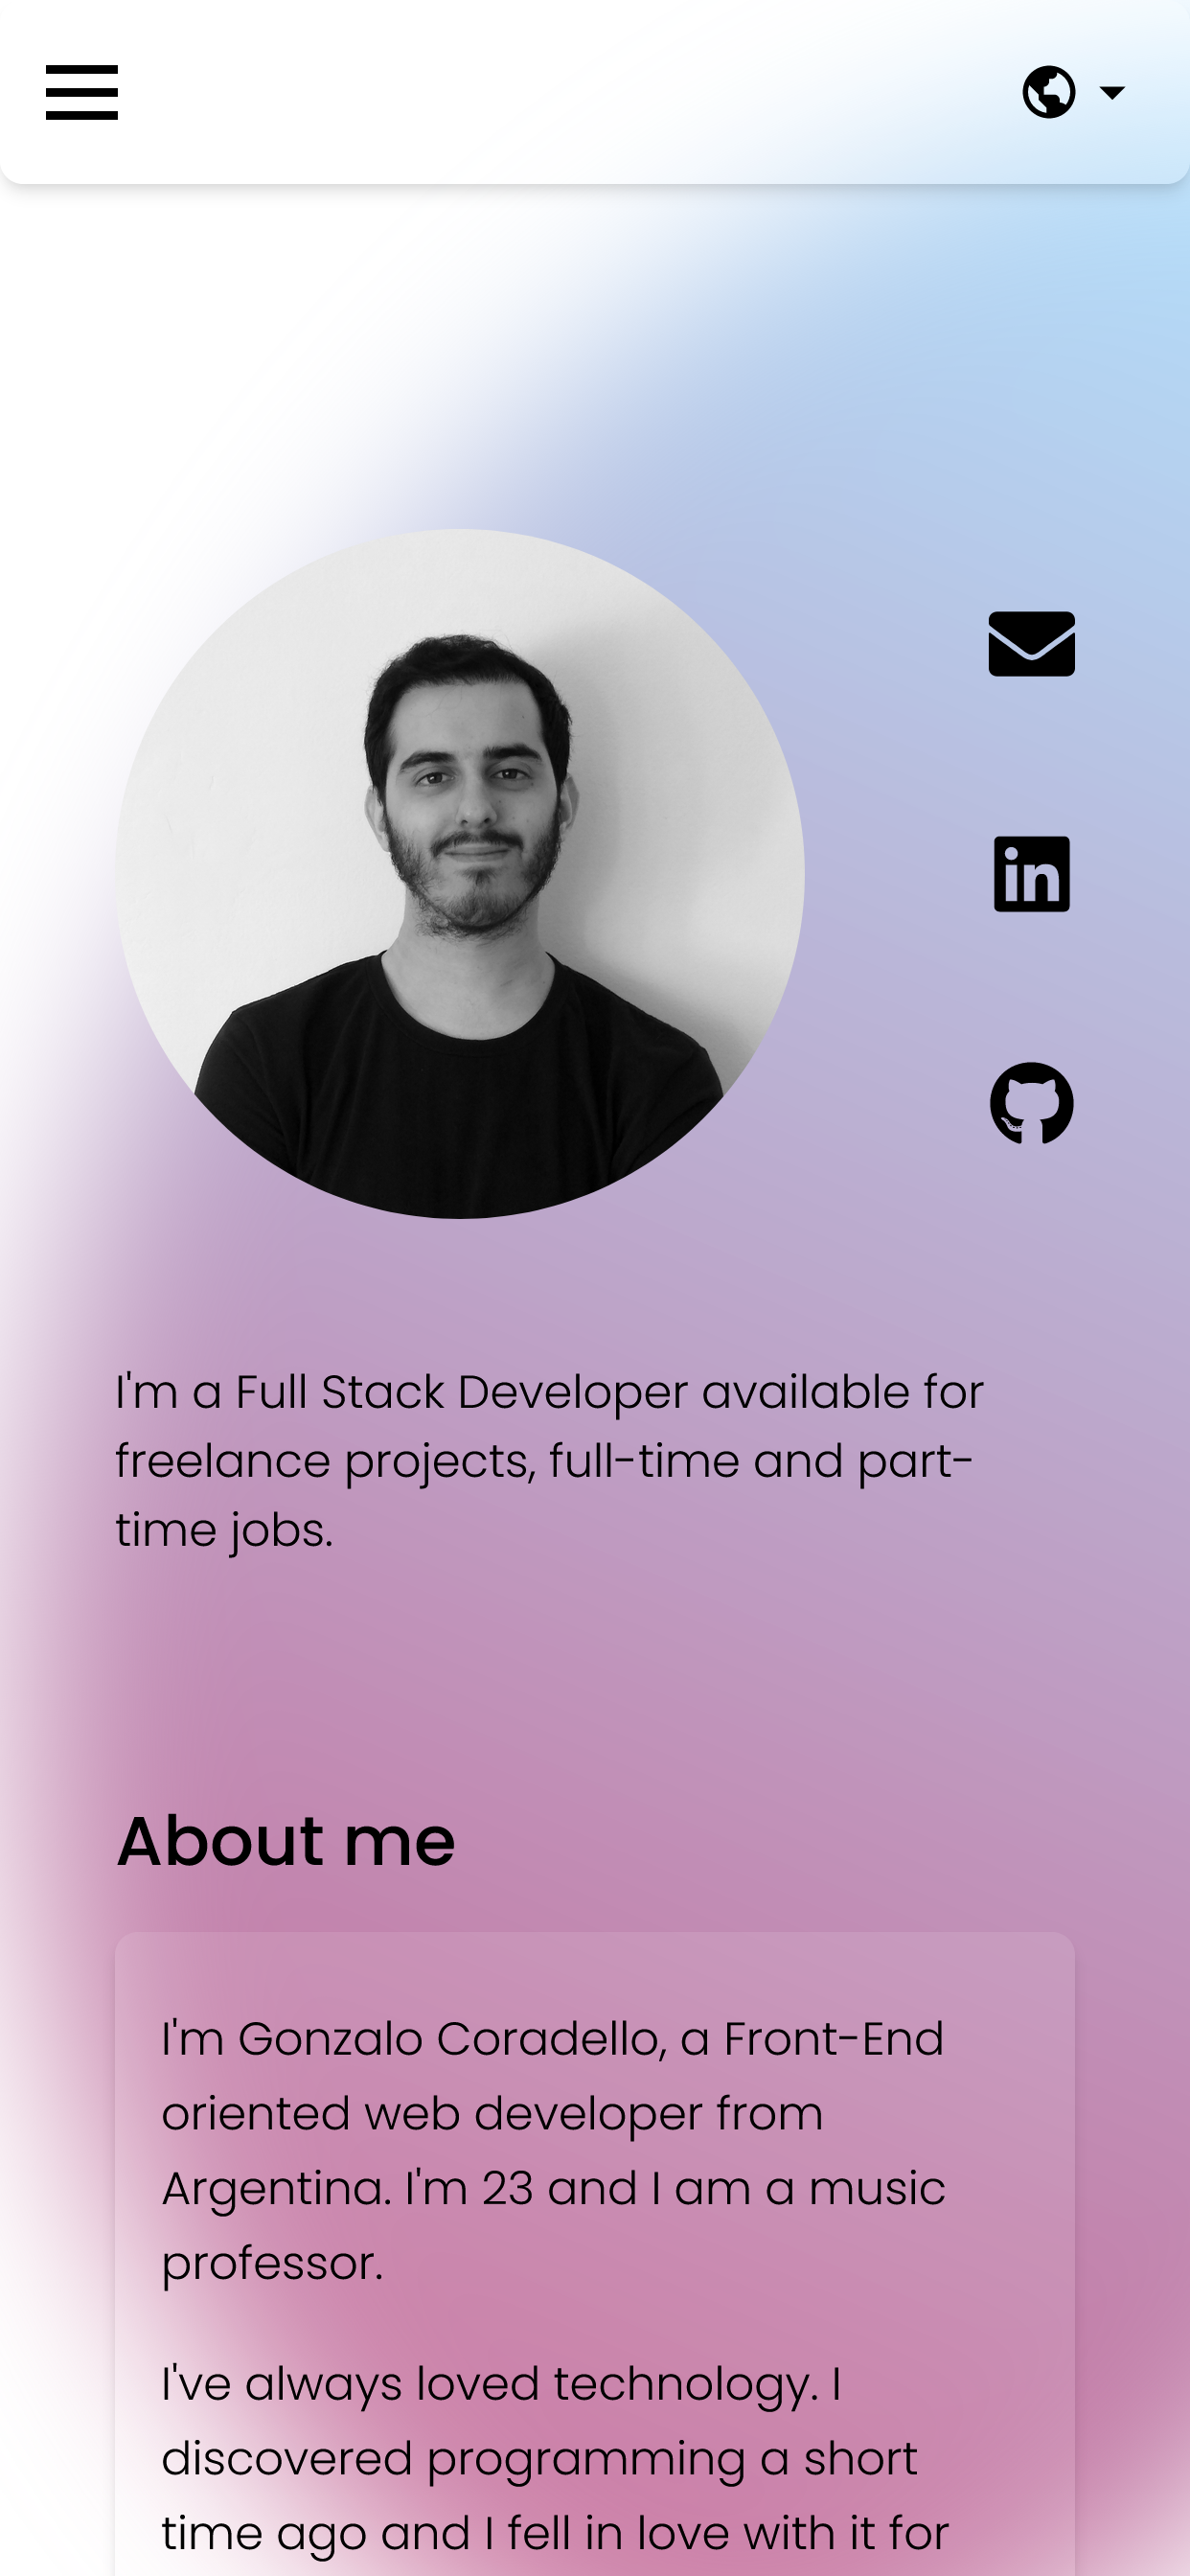 in
I'm a Full Stack Developer available for
freelance projects, full-time and part-
time jobs.
About me
I'm Gonzalo Coradello, a Front-End
oriented web developer from
Argentina. I'm 23 and I am a music
professor.
I've always loved technology. I
discovered programming a short
time ago and I fell in love with it for